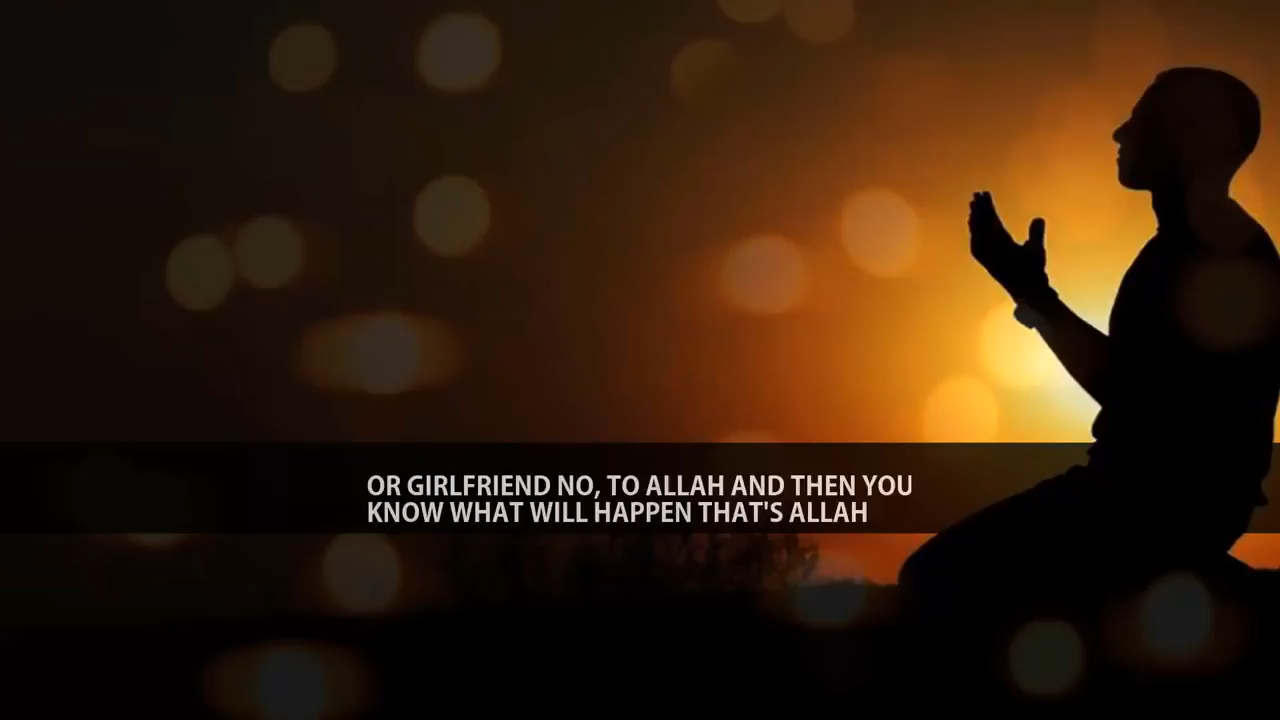 OR GIRLFRIEND NO, TO ALLAH AND THEN YOU
KNOW WHAT WILL HAPPEN THAT'S ALLAH